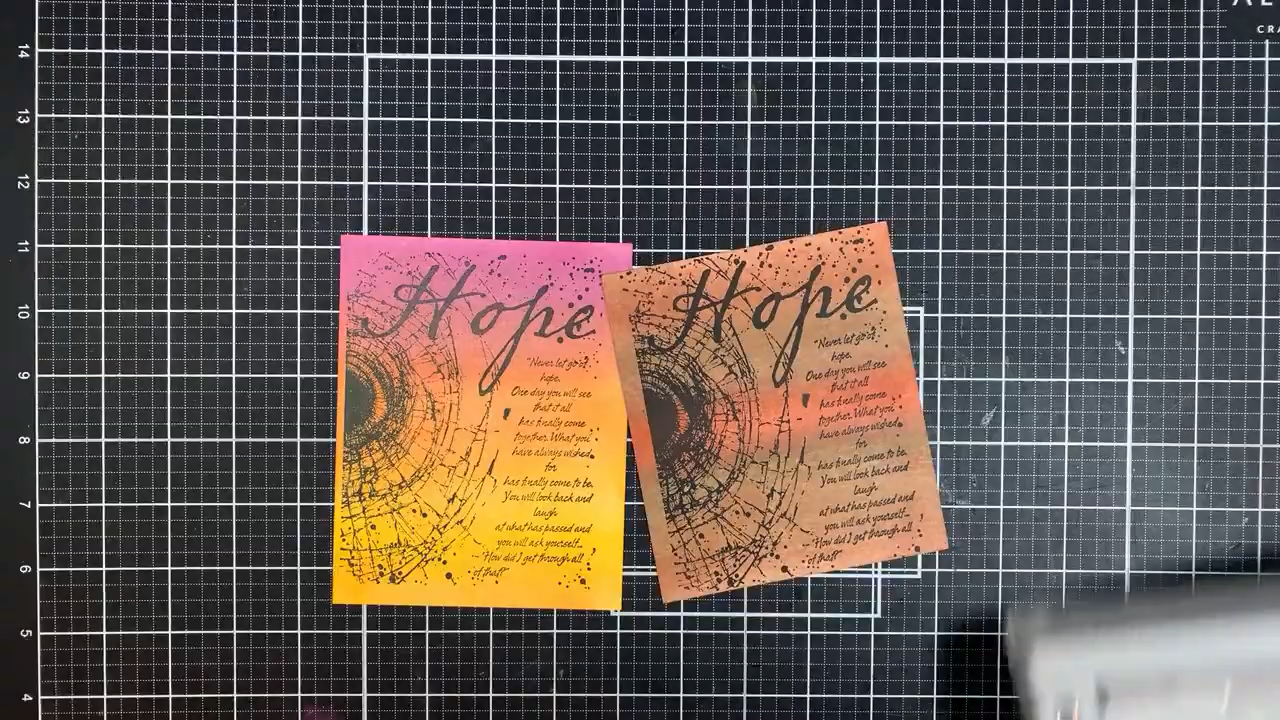 14
13
12
11
10
9
8
7
6
5
4
CRA
Hope
"Never let go of
hope.
One day you will see
that it all
has finally come
together. What you
have always wished
for
has finally come to be.
You will look back and
laugh
at what has passed and
you will ask yourself...
"How did I get through all
of that?"
Hope
"Never let go of
hope.
One day you will see
that it all
has finally come
together. What you
have always wished
for
has finally come to be.
You will look back and
laugh
at what has passed and
you will ask yourself...
"How did I get through all
of that?"